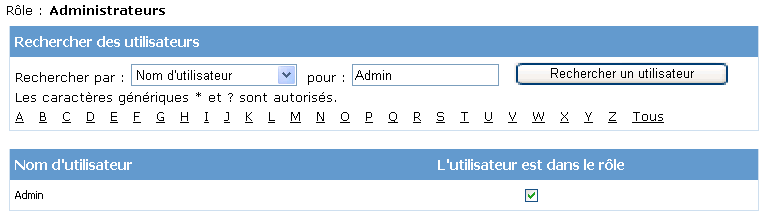 Rôle : Administrateurs
Rechercher des utilisateurs
Rechercher par : Nom d'utilisateur pour : Admin Rechercher un utilisateur
Les caractères génériques * et ? sont autorisés.
A B C D E F G H I J K L M N O P Q R S T U V W X Y Z Tous
Nom d'utilisateur L'utilisateur est dans le rôle
Admin